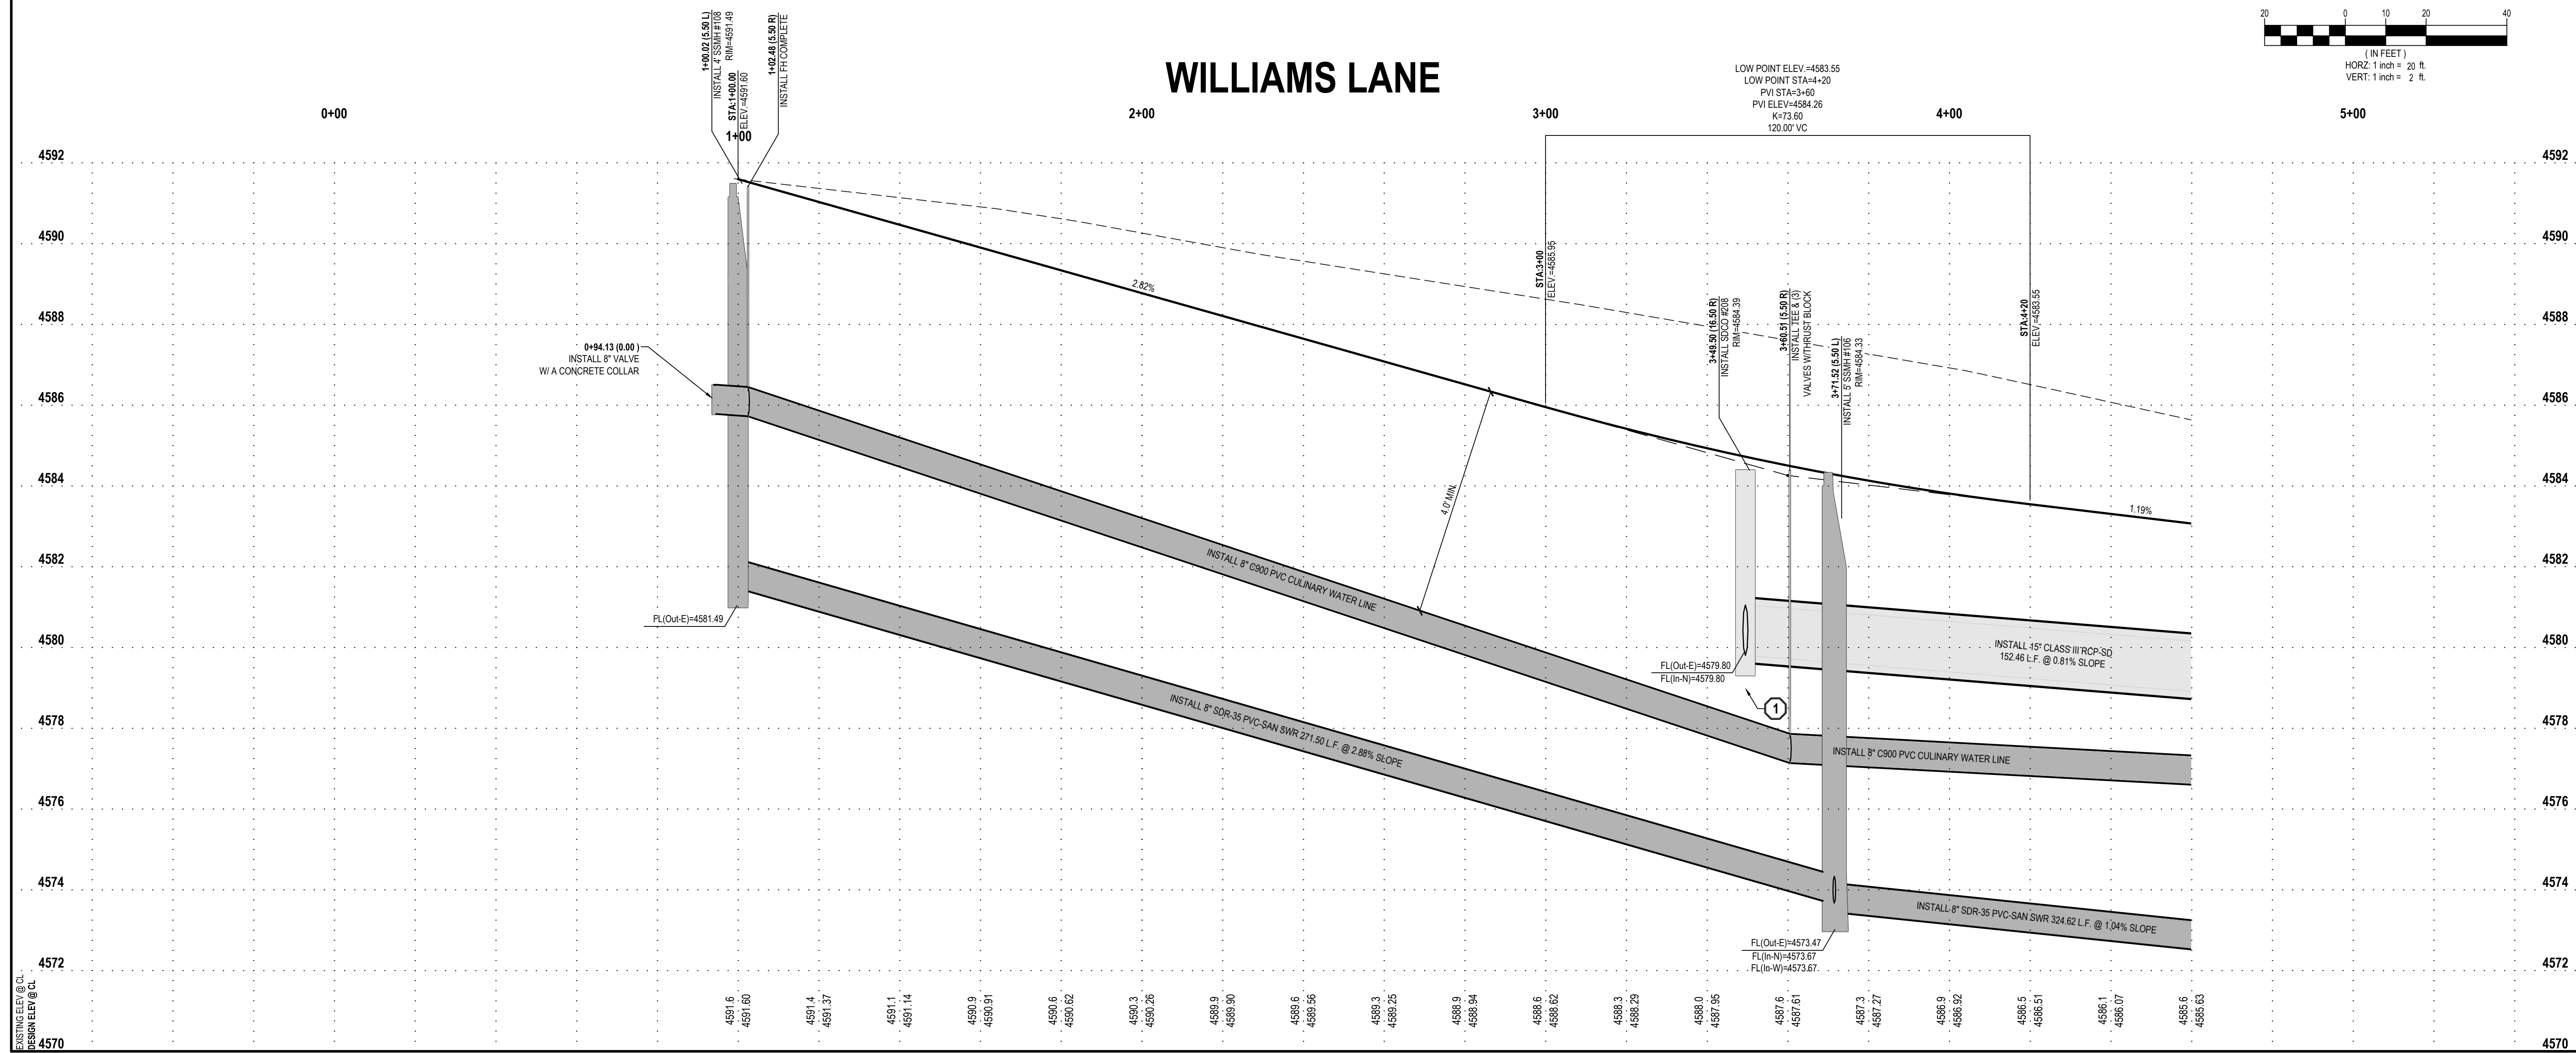 20 0 10 20 40
( IN FEET )
HORZ: 1 inch = 20 ft.
VERT: 1 inch = 2 ft.
WILLIAMS LANE
0+00
1+00
2+00
3+00
4+00
5+00
1+00.02 (5.50 L)
INSTALL 4' SSMH #108
RIM=4591.49
STA:1+00.00
ELEV.=4591.60
1+02.48 (5.50 R)
INSTALL FH COMPLETE
LOW POINT ELEV.=4583.55
LOW POINT STA=4+20
PVI STA=3+60
PVI ELEV=4584.26
K=73.60
120.00' VC
4592
4590
4588
4586
4584
4582
4580
4578
4576
4574
4572
4570
4592
4590
4588
4586
4584
4582
4580
4578
4576
4574
4572
4570
2.82%
STA:3+00
ELEV.=4585.95
3+49.50 (16.50 R)
INSTALL SDCO #208
RIM=4584.39
3+60.51 (5.50 R)
INSTALL TEE & (3)
VALVES W/THRUST BLOCK
3+71.52 (5.50 L)
INSTALL 5' SSMH #106
RIM=4584.33
STA:4+20
ELEV.=4583.55
0+94.13 (0.00 )
INSTALL 8" VALVE
W/ A CONCRETE COLLAR
4.0' MIN.
1.19%
INSTALL 8" C900 PVC CULINARY WATER LINE
FL(Out-E)=4581.49
INSTALL 8" SDR-35 PVC-SAN SWR 271.50 L.F. @ 2.88% SLOPE
FL(Out-E)=4579.80
FL(In-N)=4579.80
1
INSTALL 15" CLASS III RCP-SD
152.46 L.F. @ 0.81% SLOPE
INSTALL 8" C900 PVC CULINARY WATER LINE
INSTALL 8" SDR-35 PVC-SAN SWR 324.62 L.F. @ 1.04% SLOPE
FL(Out-E)=4573.47
FL(In-N)=4573.67
FL(In-W)=4573.67
EXISTING ELEV @ CL
DESIGN ELEV @ CL
4591.6
4591.60
4591.4
4591.37
4591.1
4591.14
4590.9
4590.91
4590.6
4590.62
4590.3
4590.26
4589.9
4589.90
4589.6
4589.56
4589.3
4589.25
4588.9
4588.94
4588.6
4588.62
4588.3
4588.29
4588.0
4587.95
4587.6
4587.61
4587.3
4587.27
4586.9
4586.92
4586.5
4586.51
4586.1
4586.07
4585.6
4585.63